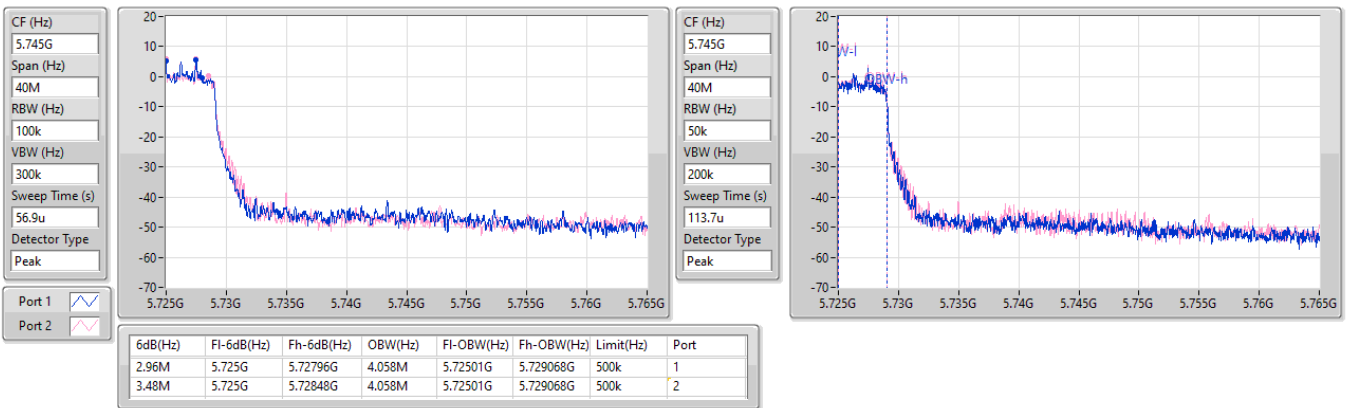 CF (Hz)
5.745G
Span (Hz)
40M
RBW (Hz)
100k
VBW (Hz)
300k
Sweep Time (s)
56.9u
Detector Type
Peak
Port 1
Port 2
20
10
0
-10
-20
-30
-40
-50
-60
-70
5.725G 5.73G 5.735G 5.74G 5.745G 5.75G 5.755G 5.76G 5.765G
CF (Hz)
5.745G
Span (Hz)
40M
RBW (Hz)
50k
VBW (Hz)
200k
Sweep Time (s)
113.7u
Detector Type
Peak
20
10
0
-10
-20
-30
-40
-50
-60
-70
W-l
OBW-h
5.725G 5.73G 5.735G 5.74G 5.745G 5.75G 5.755G 5.76G 5.765G
6dB(Hz) Fl-6dB(Hz) Fh-6dB(Hz) OBW(Hz) Fl-OBW(Hz) Fh-OBW(Hz) Limit(Hz) Port
2.96M 5.725G 5.72796G 4.058M 5.72501G 5.729068G 500k 1
3.48M 5.725G 5.72848G 4.058M 5.72501G 5.729068G 500k 2